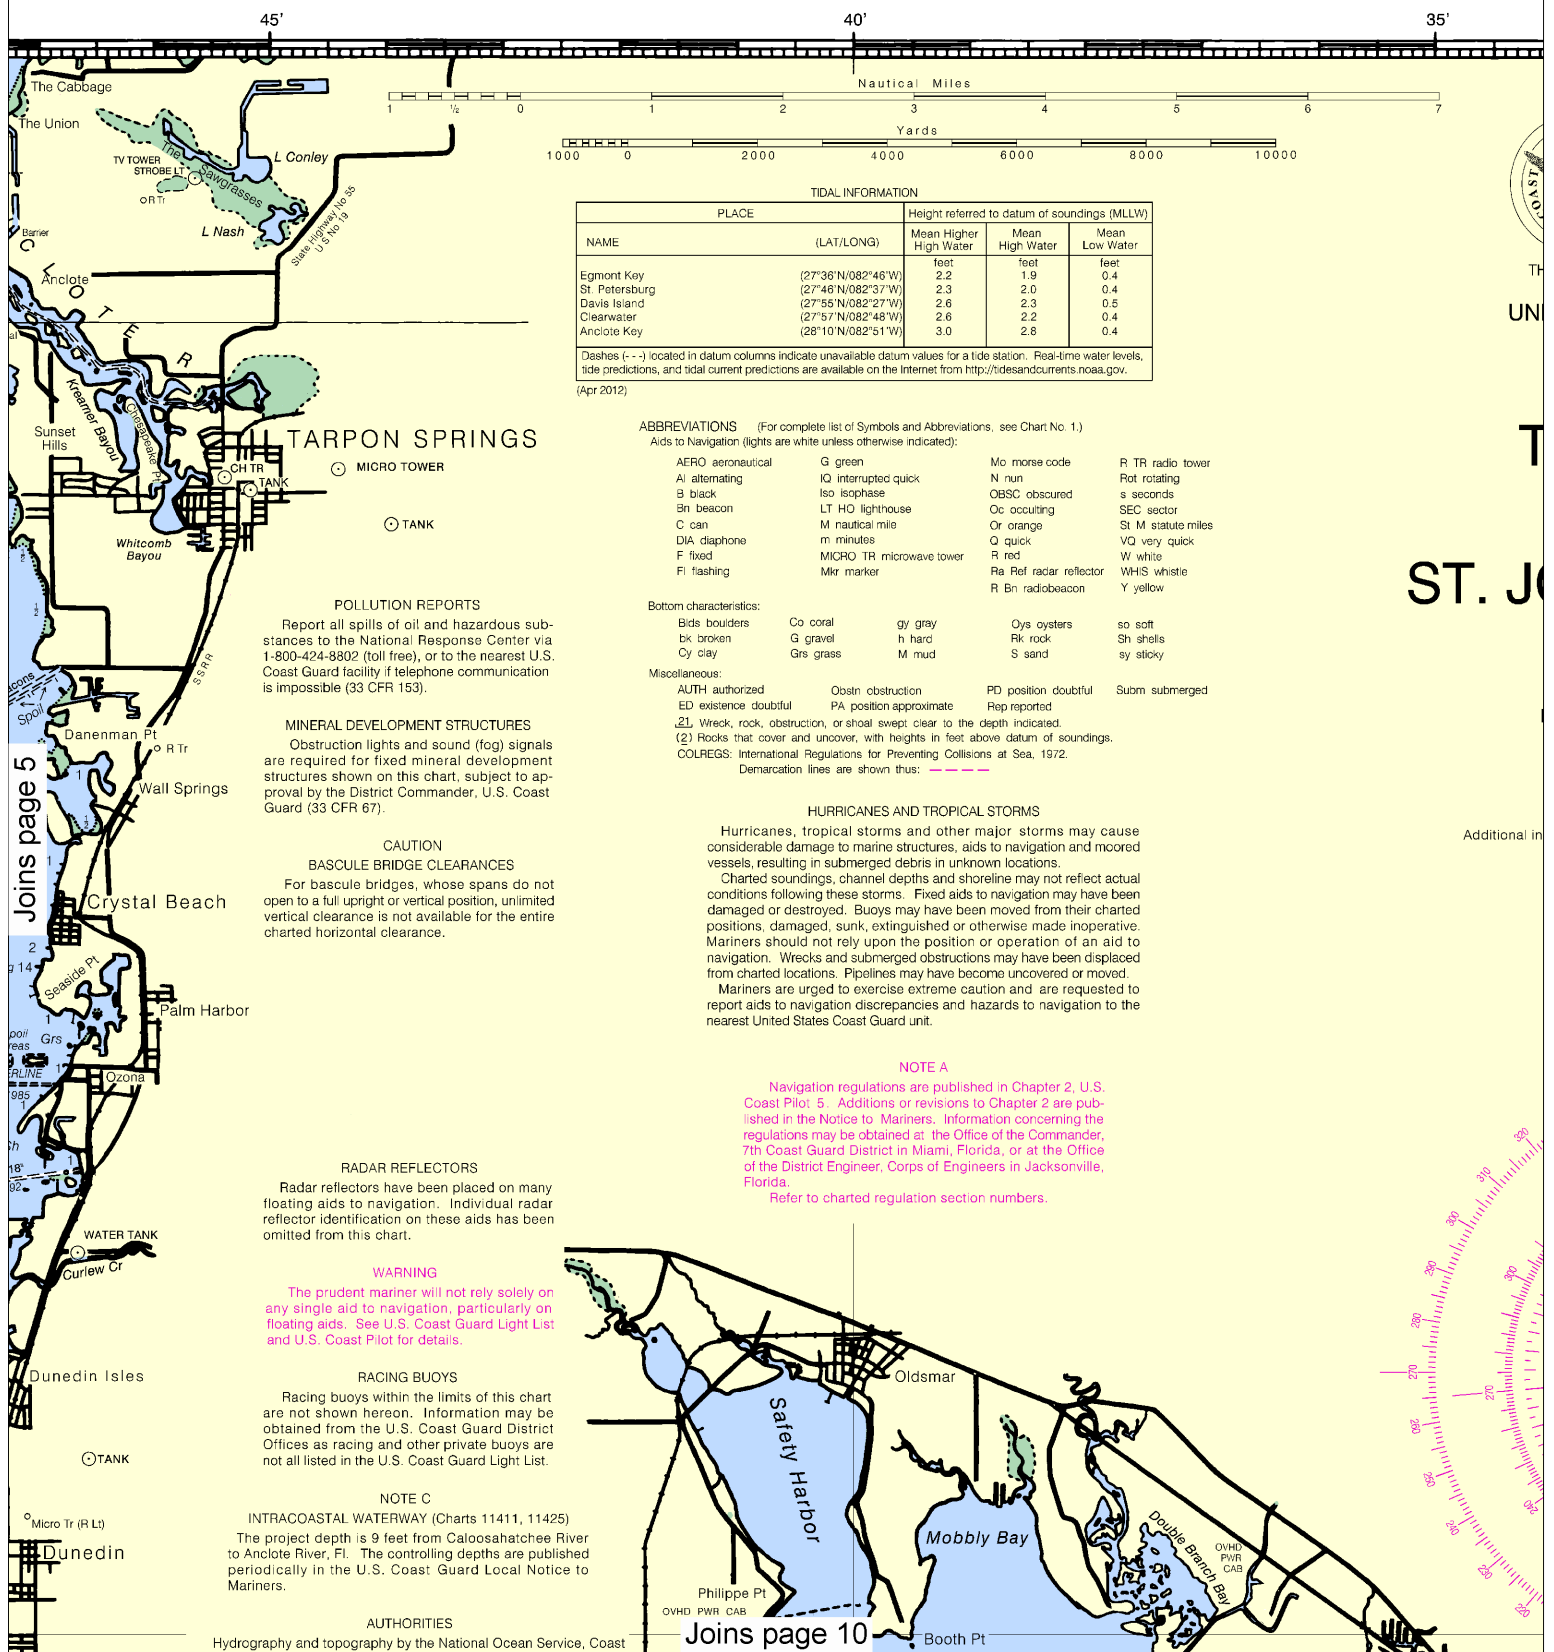 45'
40'
35'
The Cabbage
The Union
L Conley
The Sawgrasses
TV TOWER
STROBE LT
R Tr
L Nash
State Highway No 55
U S No 19
Barrier
Anclote
CLOTE R
Nautical Miles
1 ½ 0 1 2 3 4 5 6 7
Yards
1000 0 2000 4000 6000 8000 10000
TIDAL INFORMATION
PLACE Height referred to datum of soundings (MLLW)
NAME (LAT/LONG) Mean Higher High Water Mean High Water Mean Low Water
feet feet feet
Egmont Key (27°36'N/082°46'W) 2.2 1.9 0.4
St. Petersburg (27°46'N/082°37'W) 2.3 2.0 0.4
Davis Island (27°55'N/082°27'W) 2.6 2.3 0.5
Clearwater (27°57'N/082°48'W) 2.6 2.2 0.4
Anclote Key (28°10'N/082°51'W) 3.0 2.8 0.4
Dashes (- - -) located in datum columns indicate unavailable datum values for a tide station. Real-time water levels,
tide predictions, and tidal current predictions are available on the Internet from http://tidesandcurrents.noaa.gov.
(Apr 2012)
COAST
TH
UNI
T
ST. JO
Additional in
Kreamer Bayou
Chesapeake Pt
Sunset
Hills
TARPON SPRINGS
MICRO TOWER
CH TR
TANK
TANK
Whitcomb
Bayou
ABBREVIATIONS (For complete list of Symbols and Abbreviations, see Chart No. 1.)
Aids to Navigation (lights are white unless otherwise indicated):
AERO aeronautical G green Mo morse code R TR radio tower
Al alternating IQ interrupted quick N nun Rot rotating
B black Iso isophase OBSC obscured s seconds
Bn beacon LT HO lighthouse Oc occulting SEC sector
C can M nautical mile Or orange St M statute miles
DIA diaphone m minutes Q quick VQ very quick
F fixed MICRO TR microwave tower R red W white
Fl flashing Mkr marker Ra Ref radar reflector WHIS whistle
R Bn radiobeacon Y yellow
Bottom characteristics:
Blds boulders Co coral gy gray Oys oysters so soft
bk broken G gravel h hard Rk rock Sh shells
Cy clay Grs grass M mud S sand sy sticky
Miscellaneous:
AUTH authorized Obstn obstruction PD position doubtful Subm submerged
ED existence doubtful PA position approximate Rep reported
21, Wreck, rock, obstruction, or shoal swept clear to the depth indicated.
(2) Rocks that cover and uncover, with heights in feet above datum of soundings.
COLREGS: International Regulations for Preventing Collisions at Sea, 1972.
Demarcation lines are shown thus: — — — —
POLLUTION REPORTS
Report all spills of oil and hazardous sub-
stances to the National Response Center via
1-800-424-8802 (toll free), or to the nearest U.S.
Coast Guard facility if telephone communication
is impossible (33 CFR 153).
MINERAL DEVELOPMENT STRUCTURES
Obstruction lights and sound (fog) signals
are required for fixed mineral development
structures shown on this chart, subject to ap-
proval by the District Commander, U.S. Coast
Guard (33 CFR 67).
CAUTION
BASCULE BRIDGE CLEARANCES
For bascule bridges, whose spans do not
open to a full upright or vertical position, unlimited
vertical clearance is not available for the entire
charted horizontal clearance.
HURRICANES AND TROPICAL STORMS
Hurricanes, tropical storms and other major storms may cause
considerable damage to marine structures, aids to navigation and moored
vessels, resulting in submerged debris in unknown locations.
Charted soundings, channel depths and shoreline may not reflect actual
conditions following these storms. Fixed aids to navigation may have been
damaged or destroyed. Buoys may have been moved from their charted
positions, damaged, sunk, extinguished or otherwise made inoperative.
Mariners should not rely upon the position or operation of an aid to
navigation. Wrecks and submerged obstructions may have been displaced
from charted locations. Pipelines may have become uncovered or moved.
Mariners are urged to exercise extreme caution and are requested to
report aids to navigation discrepancies and hazards to navigation to the
nearest United States Coast Guard unit.
NOTE A
Navigation regulations are published in Chapter 2, U.S.
Coast Pilot 5. Additions or revisions to Chapter 2 are pub-
lished in the Notice to Mariners. Information concerning the
regulations may be obtained at the Office of the Commander,
7th Coast Guard District in Miami, Florida, or at the Office
of the District Engineer, Corps of Engineers in Jacksonville,
Florida.
Refer to charted regulation section numbers.
S S R R
acons
Spoil
Danenman Pt
R Tr
Wall Springs
Joins page 5
Crystal Beach
2
14
Seaside Pt
Palm Harbor
poil
reas
Grs
ERLINE
1985
Ozona
WATER TANK
Curlew Cr
Dunedin Isles
TANK
Micro Tr (R Lt)
Dunedin
RADAR REFLECTORS
Radar reflectors have been placed on many
floating aids to navigation. Individual radar
reflector identification on these aids has been
omitted from this chart.
WARNING
The prudent mariner will not rely solely on
any single aid to navigation, particularly on
floating aids. See U.S. Coast Guard Light List
and U.S. Coast Pilot for details.
RACING BUOYS
Racing buoys within the limits of this chart
are not shown hereon. Information may be
obtained from the U.S. Coast Guard District
Offices as racing and other private buoys are
not all listed in the U.S. Coast Guard Light List.
NOTE C
INTRACOASTAL WATERWAY (Charts 11411, 11425)
The project depth is 9 feet from Caloosahatchee River
to Anclote River, Fl. The controlling depths are published
periodically in the U.S. Coast Guard Local Notice to
Mariners.
AUTHORITIES
Hydrography and topography by the National Ocean Service, Coast
Oldsmar
Safety Harbor
Mobbly Bay
Double Branch Bay
OVHD
PWR
CAB
Philippe Pt
OVHD PWR CAB
Joins page 10
Booth Pt
320
310
300
290
280
270
260
250
240
230
220
300
270
240